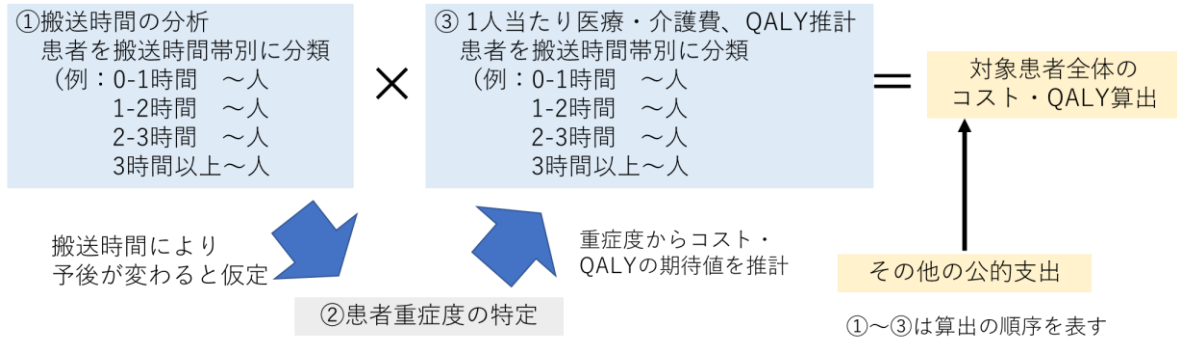 ①搬送時間の分析
患者を搬送時間帯別に分類
(例：0-1時間　～人
1-2時間　～人
2-3時間　～人
3時間以上～人
×
③ 1人当たり医療・介護費、QALY推計
患者を搬送時間帯別に分類
(例：0-1時間　～人
1-2時間　～人
2-3時間　～人
3時間以上～人
=
対象患者全体の
コスト・QALY算出
搬送時間により
予後が変わると仮定
重症度からコスト・
QALYの期待値を推計
その他の公的支出
②患者重症度の特定
①～③は算出の順序を表す